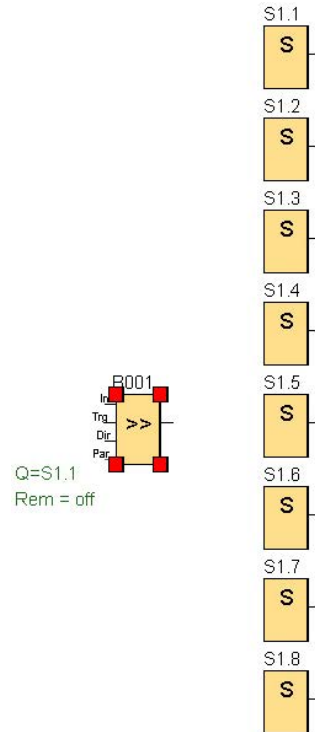 S1.1
S
S1.2
S
S1.3
S
S1.4
S
B001
In
Trg
Dir
Par
>>
Q=S1.1
Rem = off
S1.5
S
S1.6
S
S1.7
S
S1.8
S